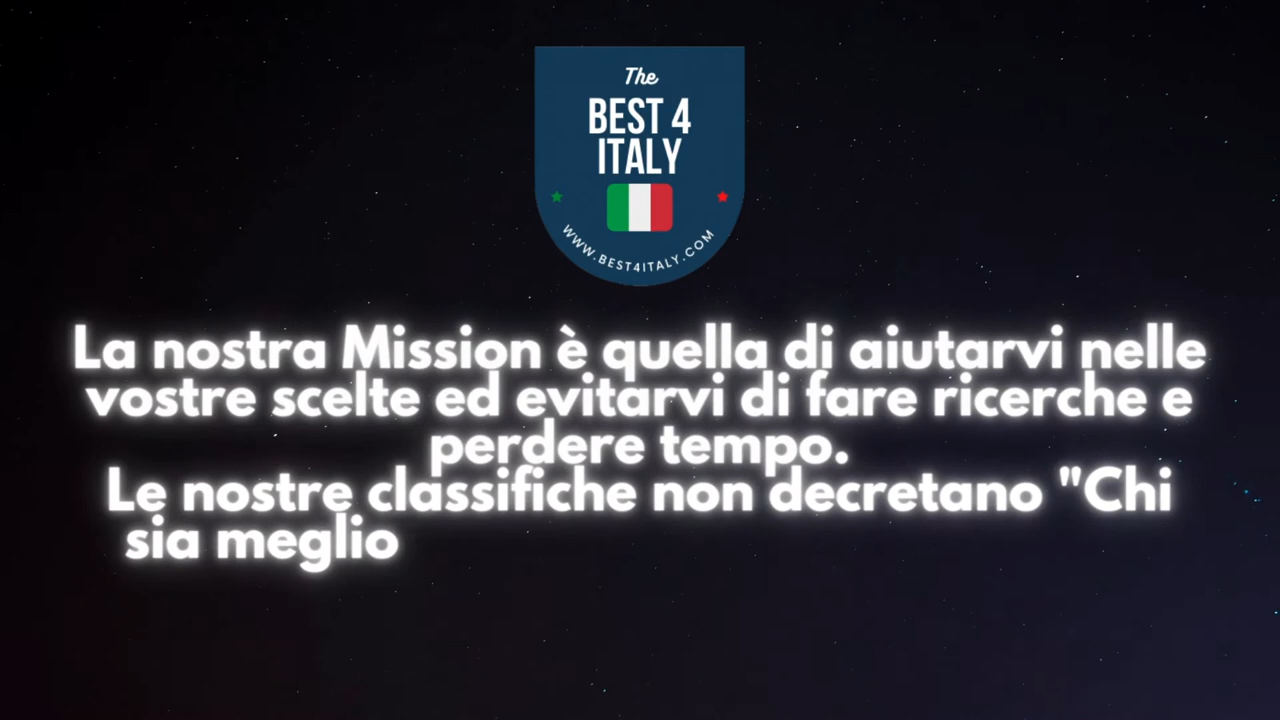 The
BEST 4
ITALY
WWW.BEST4ITALY.COM
La nostra Mission è quella di aiutarvi nelle
vostre scelte ed evitarvi di fare ricerche e
perdere tempo.
Le nostre classifiche non decretano "Chi
sia meglio